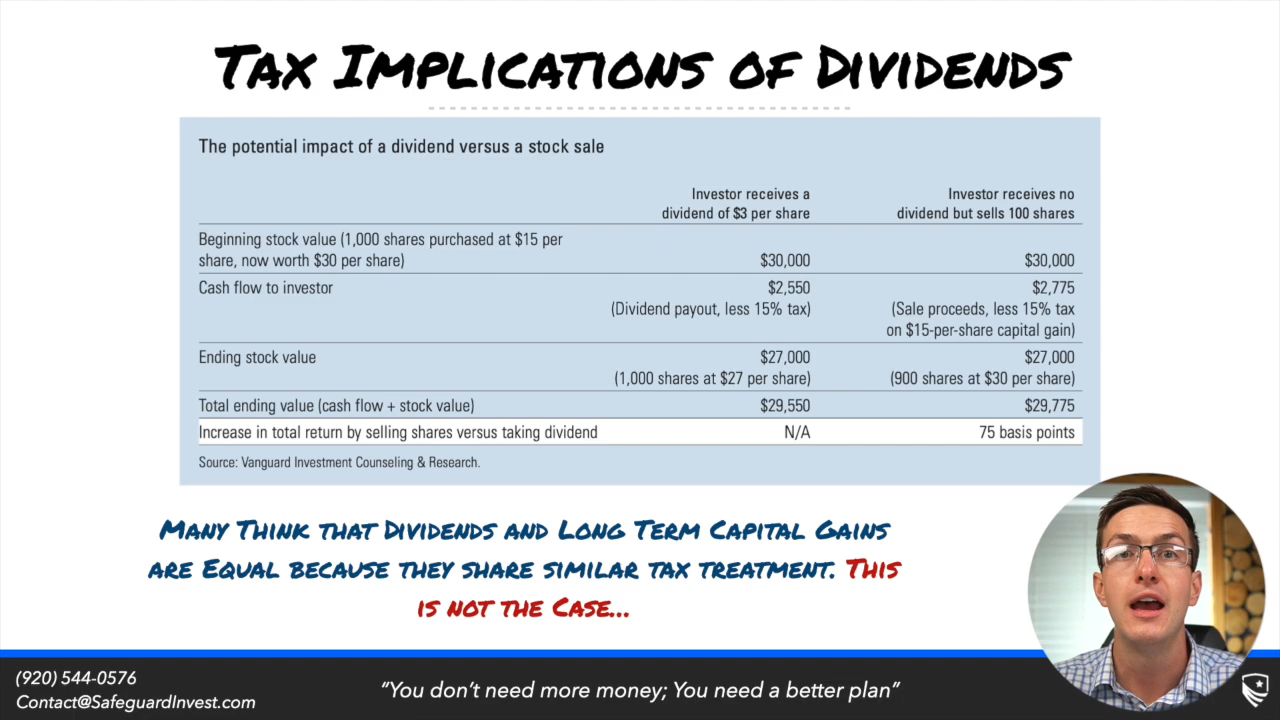 Tax Implications of Dividends
The potential impact of a dividend versus a stock sale
Investor receives a
dividend of $3 per share
Investor receives no
dividend but sells 100 shares
Beginning stock value (1,000 shares purchased at $15 per
share, now worth $30 per share)
$30,000
$30,000
Cash flow to investor
$2,550
(Dividend payout, less 15% tax)
$2,775
(Sale proceeds, less 15% tax
on $15-per-share capital gain)
Ending stock value
$27,000
(1,000 shares at $27 per share)
$27,000
(900 shares at $30 per share)
Total ending value (cash flow + stock value)
$29,550
$29,775
Increase in total return by selling shares versus taking dividend
N/A
75 basis points
Source: Vanguard Investment Counseling & Research.
Many Think that Dividends and Long Term Capital Gains
are Equal because they share similar tax treatment. This
is not the Case...
(920) 544-0576
Contact@SafeguardInvest.com
"You don't need more money; You need a better plan"